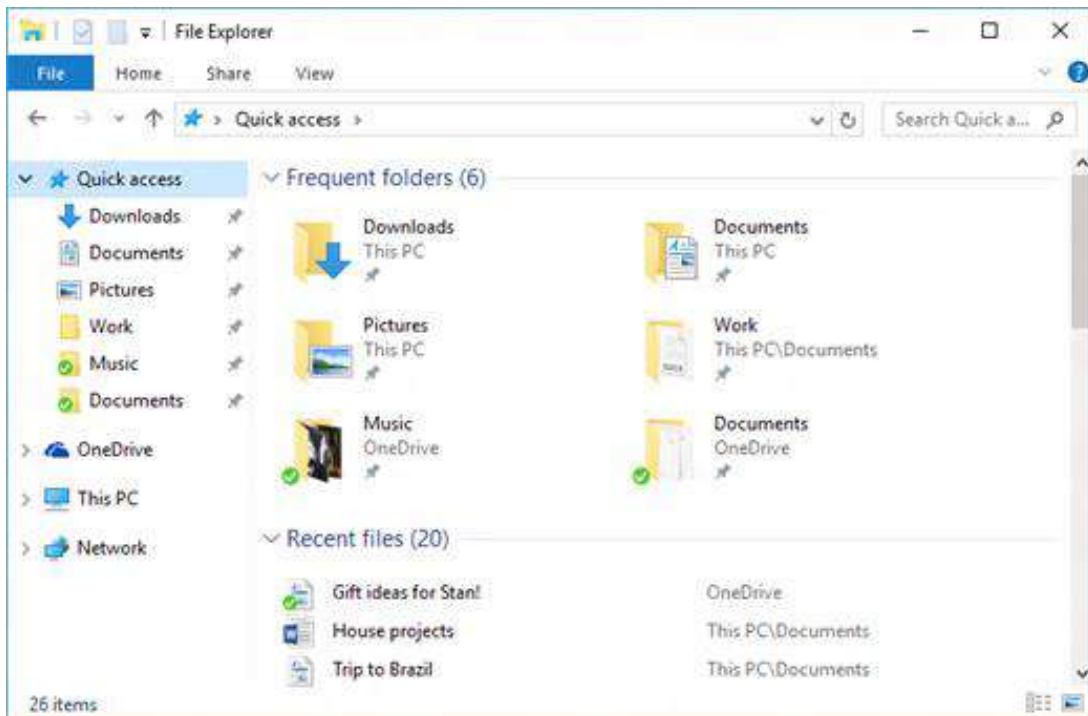 File Explorer
File Home Share View
Quick access
Search Quick a...
Quick access
Downloads
Documents
Pictures
Work
Music
Documents
OneDrive
This PC
Network
Frequent folders (6)
Downloads
This PC
Documents
This PC
Pictures
This PC
Work
This PC\Documents
Music
OneDrive
Documents
OneDrive
Recent files (20)
Gift ideas for Stan! OneDrive
House projects This PC\Documents
Trip to Brazil This PC\Documents
26 items